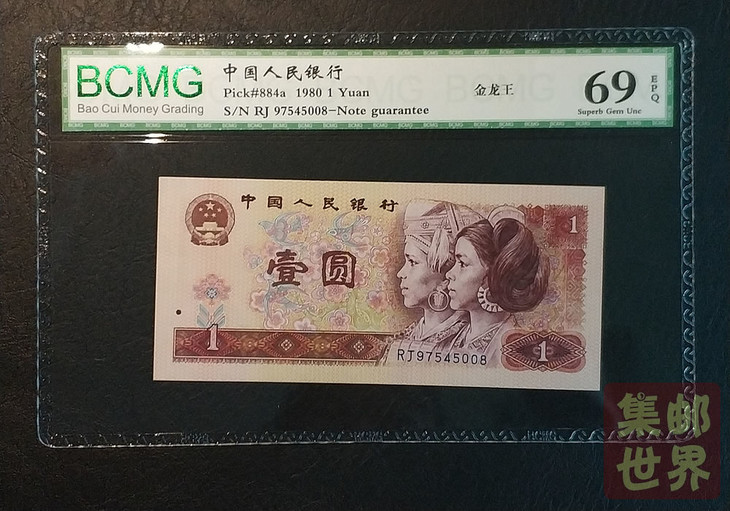 BCMG
Bao Cui Money Grading
中国人民银行
Pick#884a 1980 1 Yuan
S/N RJ 97545008-Note guarantee
金龙王
69
EPQ
Superb Gem Unc
中国人民银行
1
壹圆
1
RJ97545008
1
集邮
世界